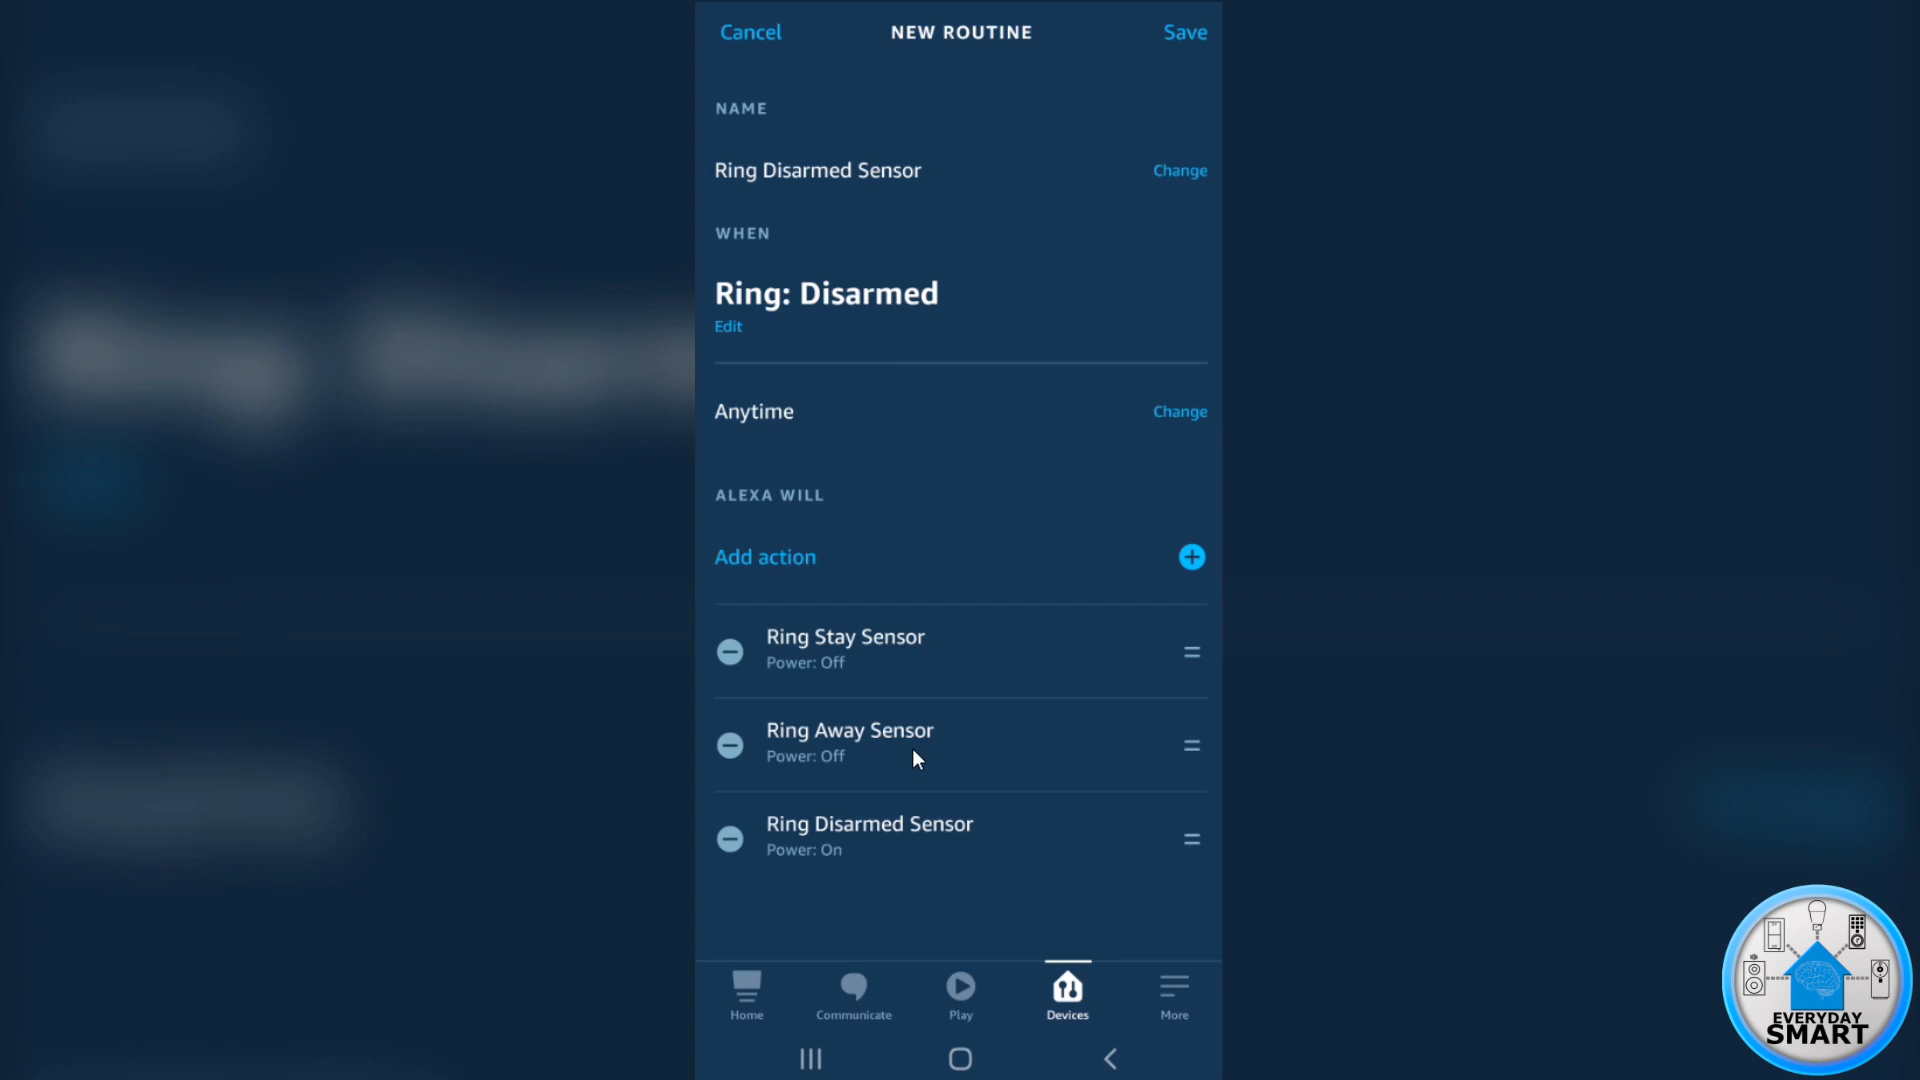 Cancel
NEW ROUTINE
Save
NAME
Ring Disarmed Sensor
Change
WHEN
Ring: Disarmed
Edit
Anytime
Change
ALEXA WILL
Add action
Ring Stay Sensor
Power: Off
Ring Away Sensor
Power: Off
Ring Disarmed Sensor
Power: On
Home
Communicate
Play
Devices
More
EVERYDAY
SMART